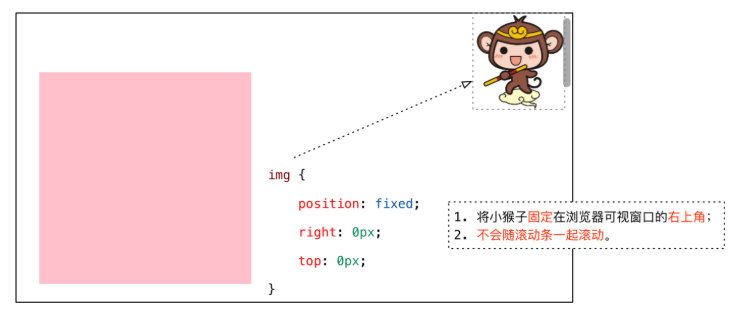 img {
position: fixed;
right: 0px;
top: 0px;
}
1. 将小猴子固定在浏览器可视窗口的右上角；
2. 不会随滚动条一起滚动。